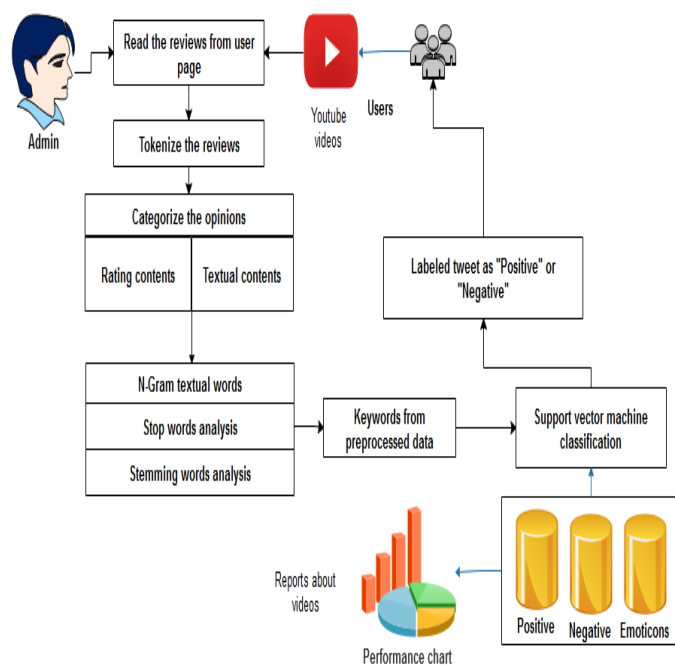 Read the reviews from user
page
Admin
Youtube
videos
Users
Tokenize the reviews
Categorize the opinions
Rating contents
Textual contents
Labeled tweet as "Positive" or
"Negative"
N-Gram textual words
Stop words analysis
Stemming words analysis
Keywords from
preprocessed data
Support vector machine
classification
Reports about
videos
Performance chart
Positive
Negative
Emoticons